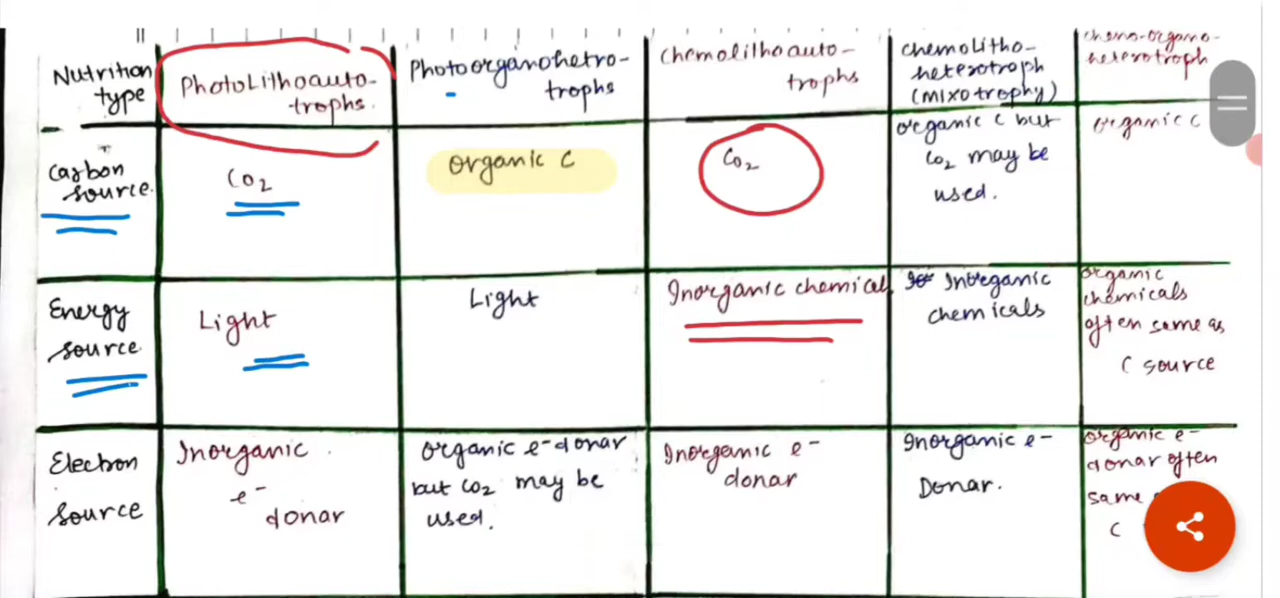 Nutrition
type
PhotoLithoauto-
trophs.
Photoorganohetro-
trophs
Chemolithoauto-
trophs
chemolitho-
heterotroph
(mixotrophy)
chemo-organo-
heterotroph
Carbon
source.
CO2
organic C
CO2
organic C but
CO2 may be
used.
organic C
Energy
source
Light
Light
Inorganic chemical
Inorganic
chemicals
organic
chemicals
often same as
C source
Electron
source
Inorganic
e-
donar
organic e- donar
but CO2 may be
used.
Inorganic e-
donar
Inorganic e-
Donar.
organic e-
donar often
same
C